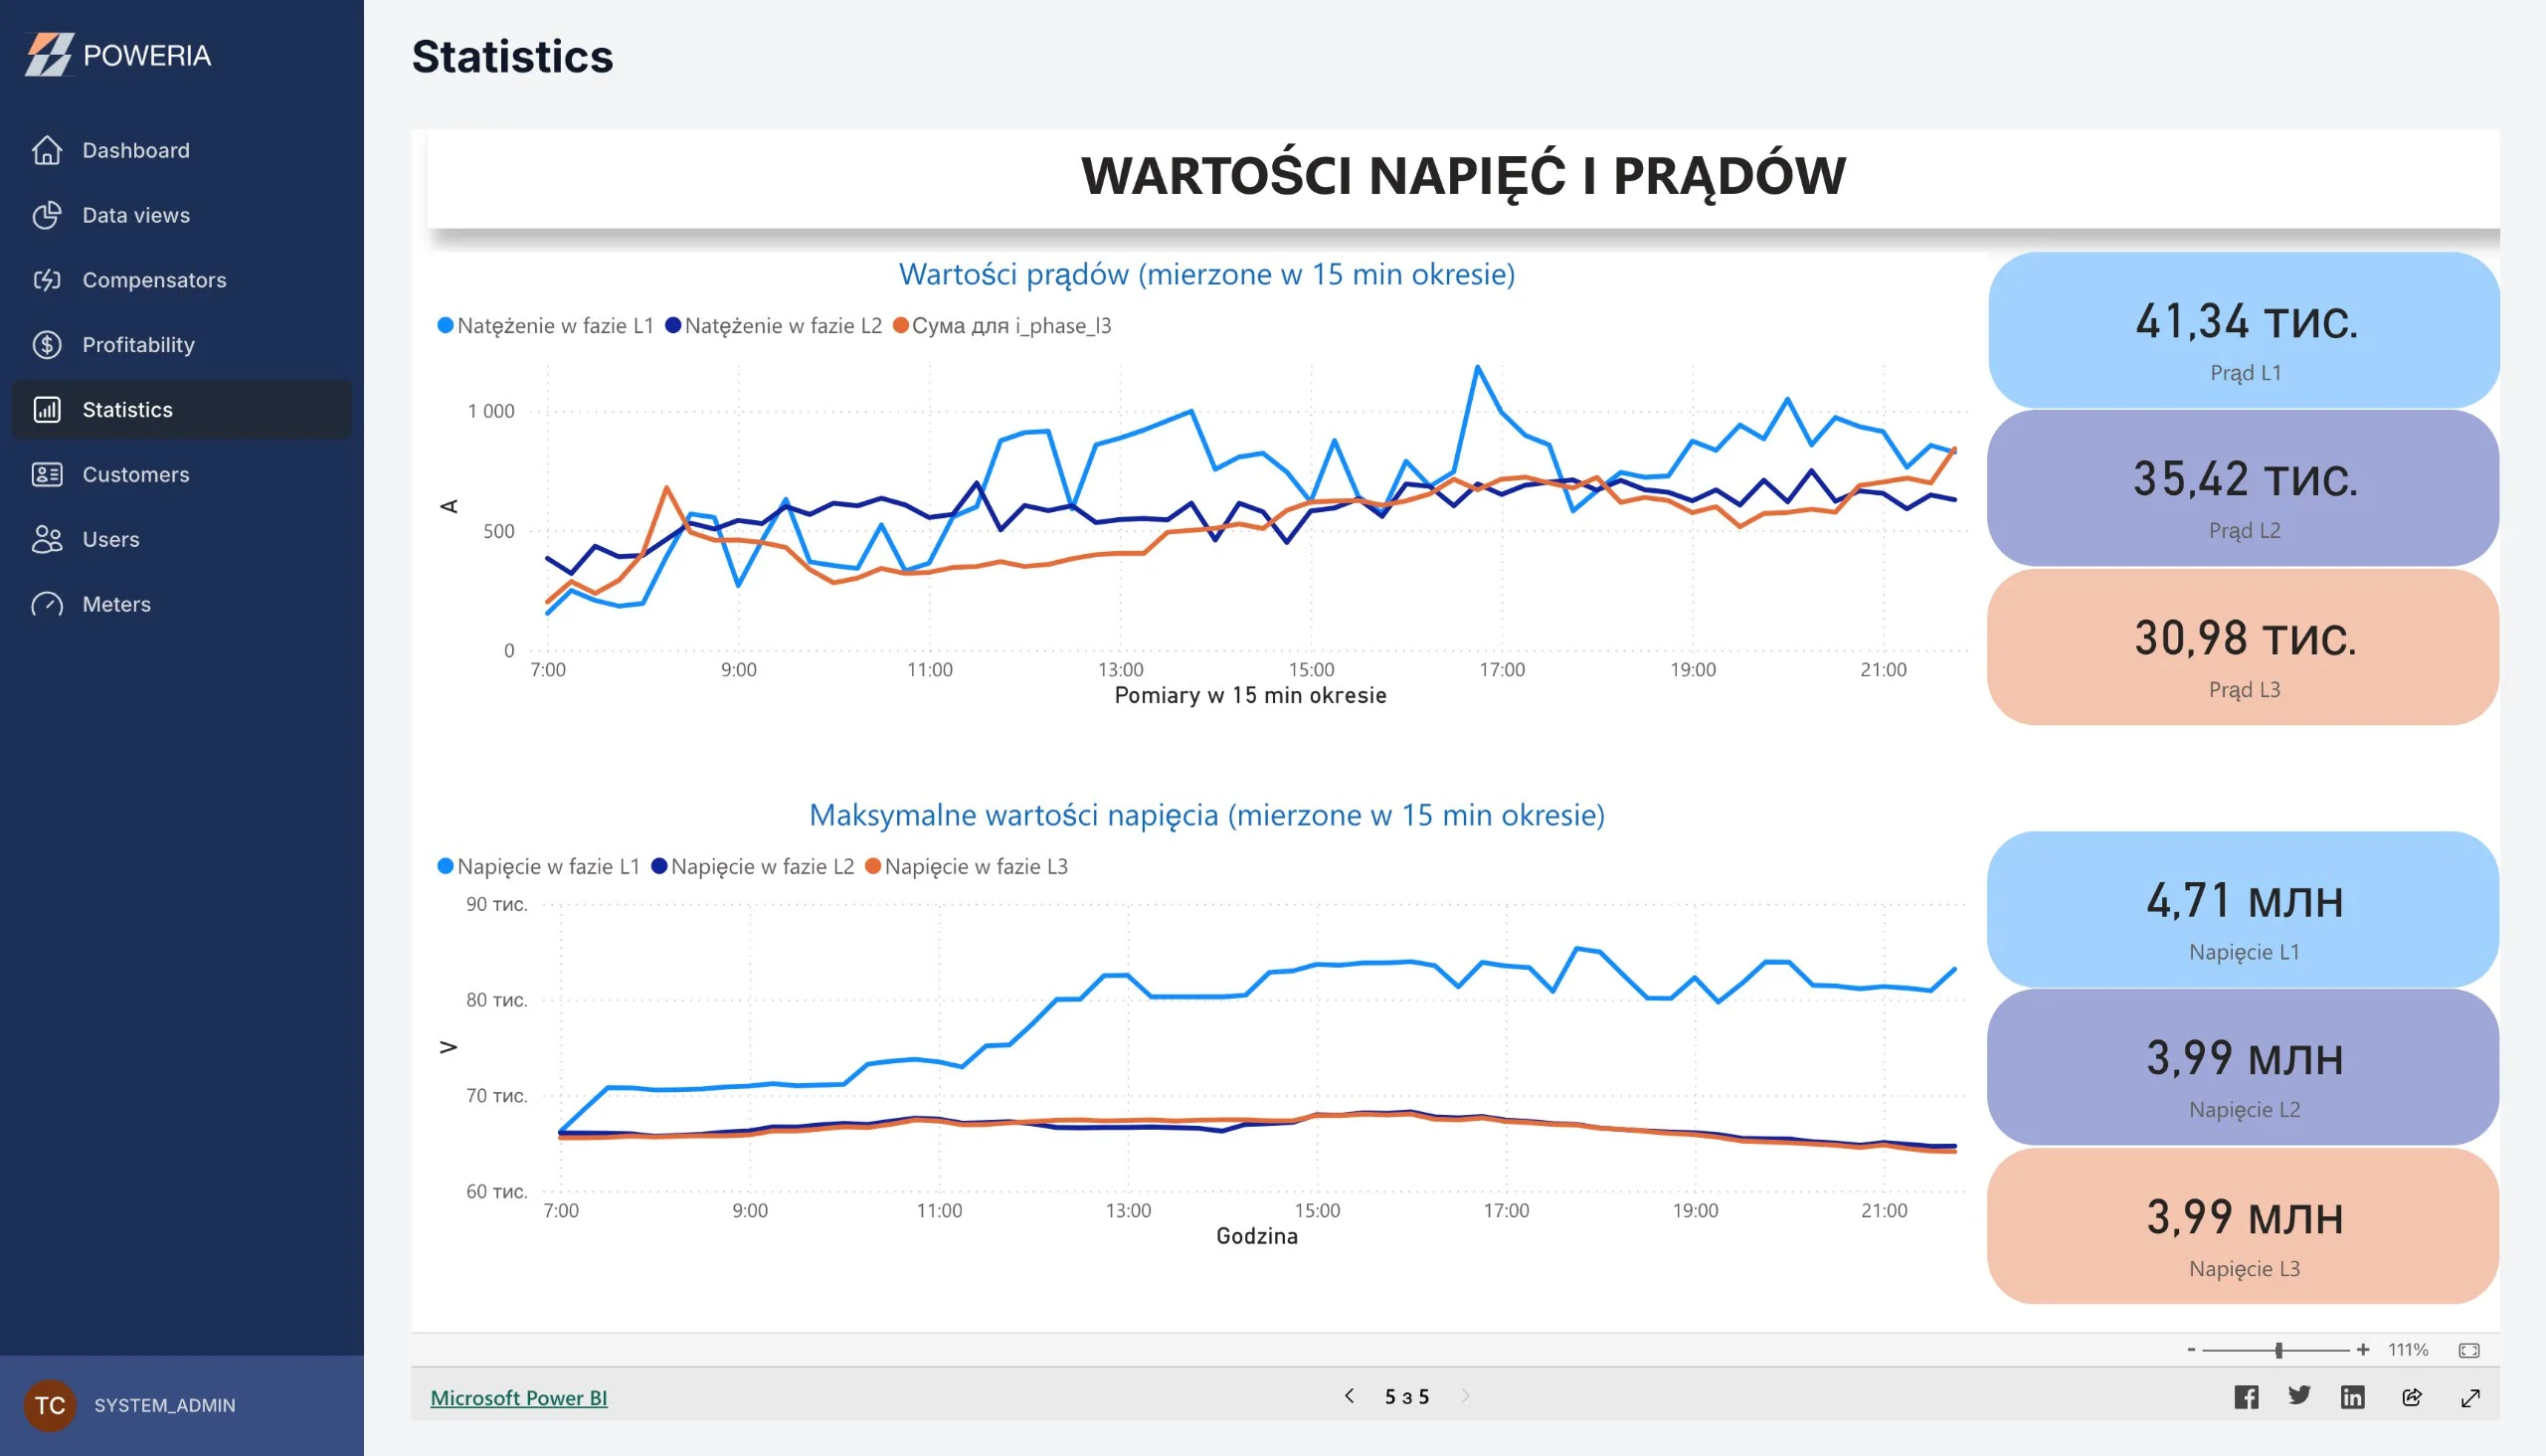 POWERIA
Dashboard
Data views
Compensators
Profitability
Statistics
Customers
Users
Meters
TC SYSTEM_ADMIN
Statistics
WARTOŚCI NAPIĘĆ I PRĄDÓW
Wartości prądów (mierzone w 15 min okresie)
Natężenie w fazie L1 Natężenie w fazie L2 Сума для i_phase_l3
1 000
500
0
A
7:00 9:00 11:00 13:00 15:00 17:00 19:00 21:00
Pomiary w 15 min okresie
41,34 тис.
Prąd L1
35,42 тис.
Prąd L2
30,98 тис.
Prąd L3
Maksymalne wartości napięcia (mierzone w 15 min okresie)
Napięcie w fazie L1 Napięcie w fazie L2 Napięcie w fazie L3
90 тис.
80 тис.
70 тис.
60 тис.
V
7:00 9:00 11:00 13:00 15:00 17:00 19:00 21:00
Godzina
4,71 млн
Napięcie L1
3,99 млн
Napięcie L2
3,99 млн
Napięcie L3
- + 111%
Microsoft Power BI
5 з 5